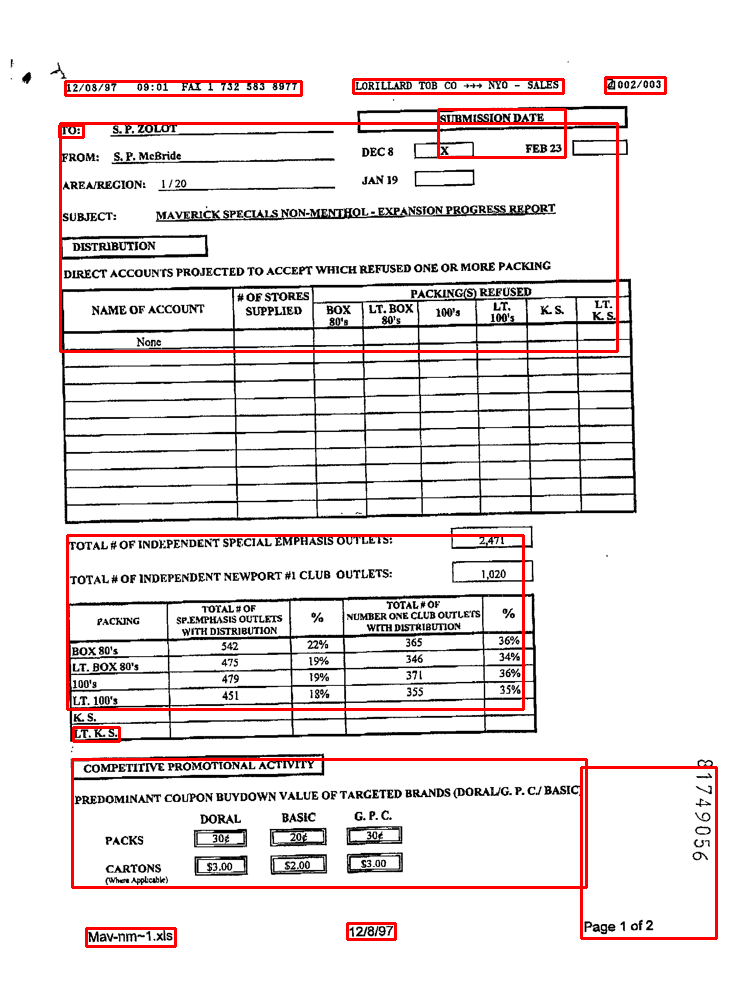 12/08/97 09:01 FAX 1 732 583 8977 LORILLARD TOB CO →→→ NYO - SALES 002/003
SUBMISSION DATE
TO: S. P. ZOLOT
DEC 8 X FEB 23
FROM: S. P. McBride
JAN 19
AREA/REGION: 1 / 20
SUBJECT: MAVERICK SPECIALS NON-MENTHOL - EXPANSION PROGRESS REPORT
DISTRIBUTION
DIRECT ACCOUNTS PROJECTED TO ACCEPT WHICH REFUSED ONE OR MORE PACKING
NAME OF ACCOUNT # OF STORES SUPPLIED PACKING(S) REFUSED
BOX 80's LT. BOX 80's 100's LT. 100's K. S. LT. K. S.
None
TOTAL # OF INDEPENDENT SPECIAL EMPHASIS OUTLETS: 2,471
TOTAL # OF INDEPENDENT NEWPORT #1 CLUB OUTLETS: 1,020
PACKING TOTAL # OF SP.EMPHASIS OUTLETS WITH DISTRIBUTION % TOTAL # OF NUMBER ONE CLUB OUTLETS WITH DISTRIBUTION %
BOX 80's 542 22% 365 36%
LT. BOX 80's 475 19% 346 34%
100's 479 19% 371 36%
LT. 100's 451 18% 355 35%
K. S.
LT. K. S.
COMPETITIVE PROMOTIONAL ACTIVITY
PREDOMINANT COUPON BUYDOWN VALUE OF TARGETED BRANDS (DORAL/G. P. C./ BASIC)
DORAL BASIC G. P. C.
PACKS 30¢ 20¢ 30¢
CARTONS $3.00 $2.00 $3.00
(Where Applicable)
81749056
Mav-nm~1.xls 12/8/97 Page 1 of 2